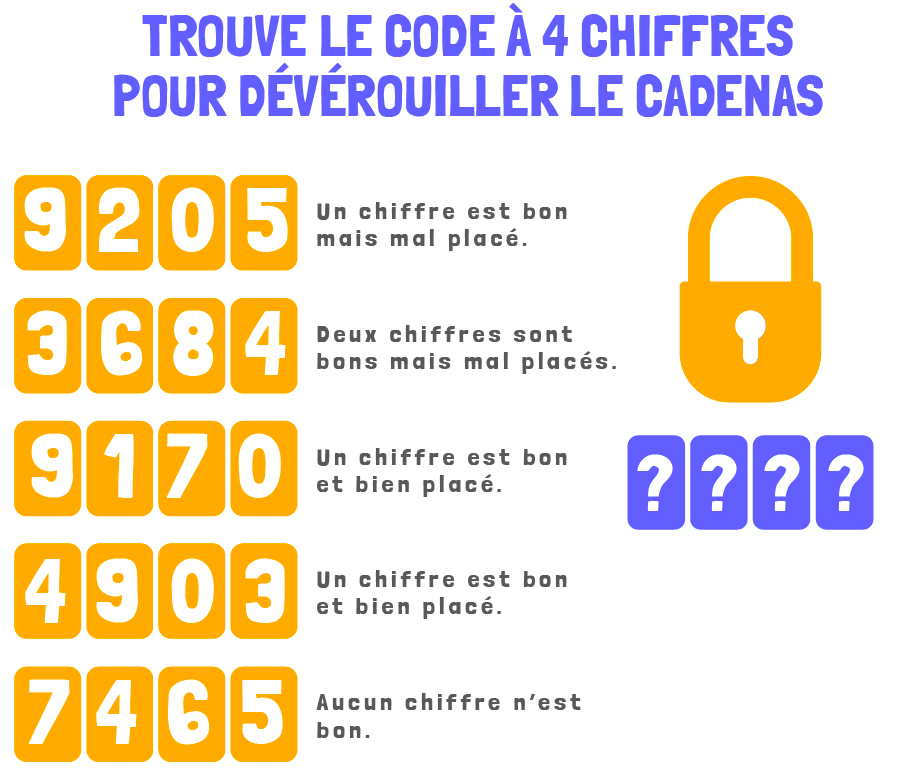 TROUVE LE CODE À 4 CHIFFRES
POUR DÉVÉROUILLER LE CADENAS
9 2 0 5
Un chiffre est bon
mais mal placé.
3 6 8 4
Deux chiffres sont
bons mais mal placés.
9 1 7 0
Un chiffre est bon
et bien placé.
? ? ? ?
4 9 0 3
Un chiffre est bon
et bien placé.
7 4 6 5
Aucun chiffre n'est
bon.